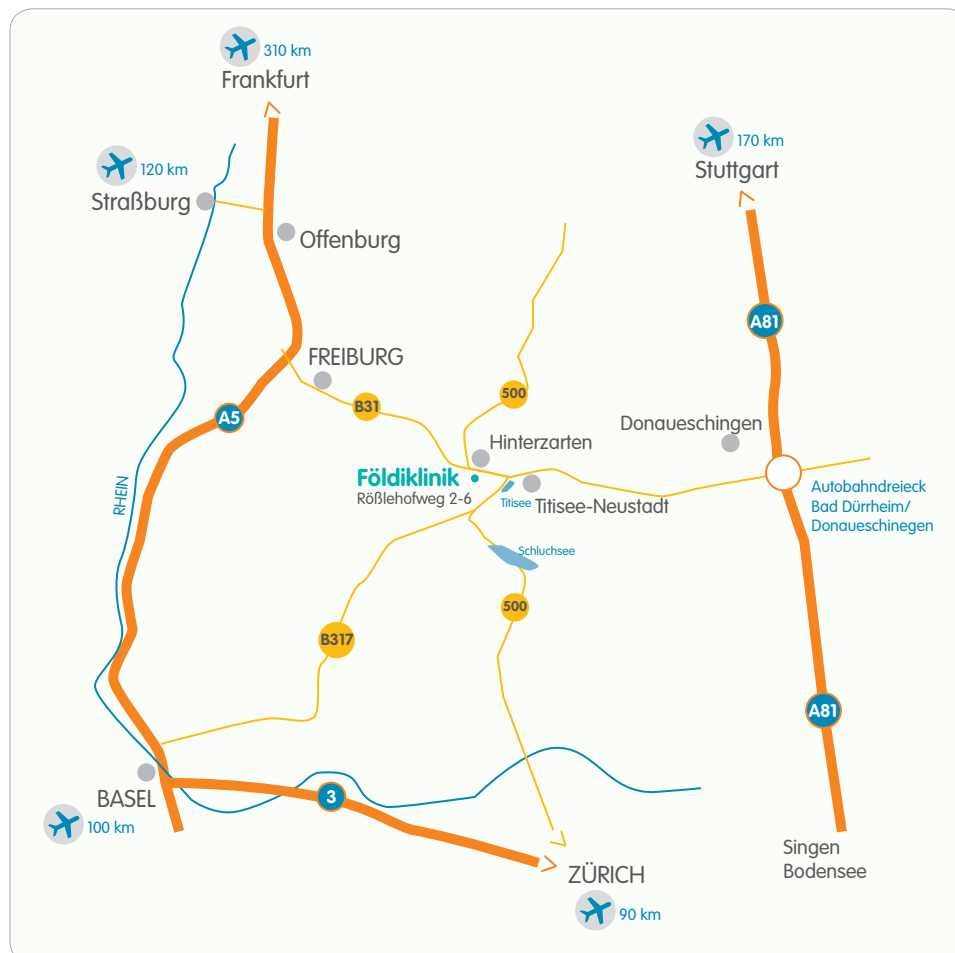 310 km
Frankfurt
170 km
Stuttgart
120 km
Straßburg
Offenburg
A81
FREIBURG
500
B31
A5
Donaueschingen
Hinterzarten
Földiklinik
Rößlehofweg 2-6
Titisee
Titisee-Neustadt
Autobahndreieck
Bad Dürrheim/
Donaueschinegen
RHEIN
Schluchsee
500
B317
A81
BASEL
100 km
3
Singen
Bodensee
ZÜRICH
90 km